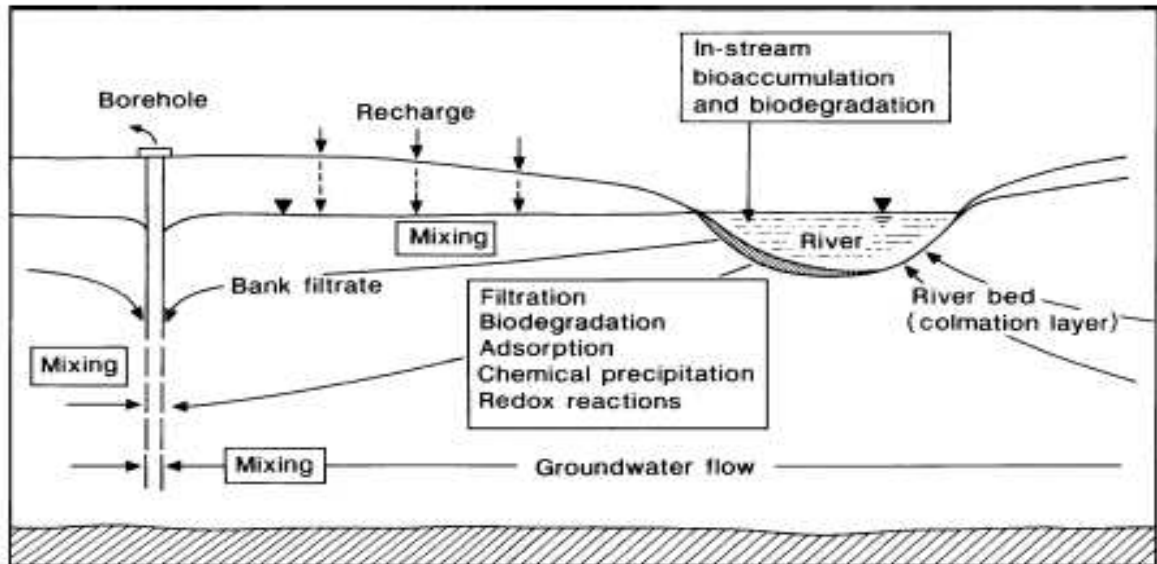 In-stream
bioaccumulation
and biodegradation
Borehole
Recharge
Mixing
River
Bank filtrate
Filtration
Biodegradation
Adsorption
Chemical precipitation
Redox reactions
River bed
(colmation layer)
Mixing
Mixing
Groundwater flow